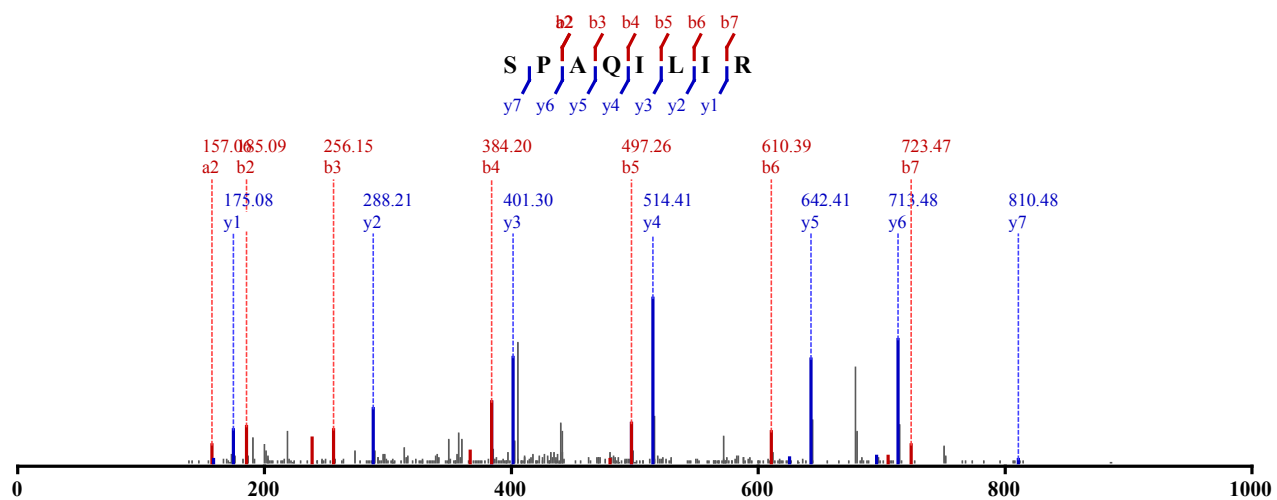 a2 b2 b3 b4 b5 b6 b7
S P A Q I L I R
y7 y6 y5 y4 y3 y2 y1
157.06 185.09 256.15 384.20 497.26 610.39 723.47
a2 b2 b3 b4 b5 b6 b7
175.08 288.21 401.30 514.41 642.41 713.48 810.48
y1 y2 y3 y4 y5 y6 y7
0 200 400 600 800 1000